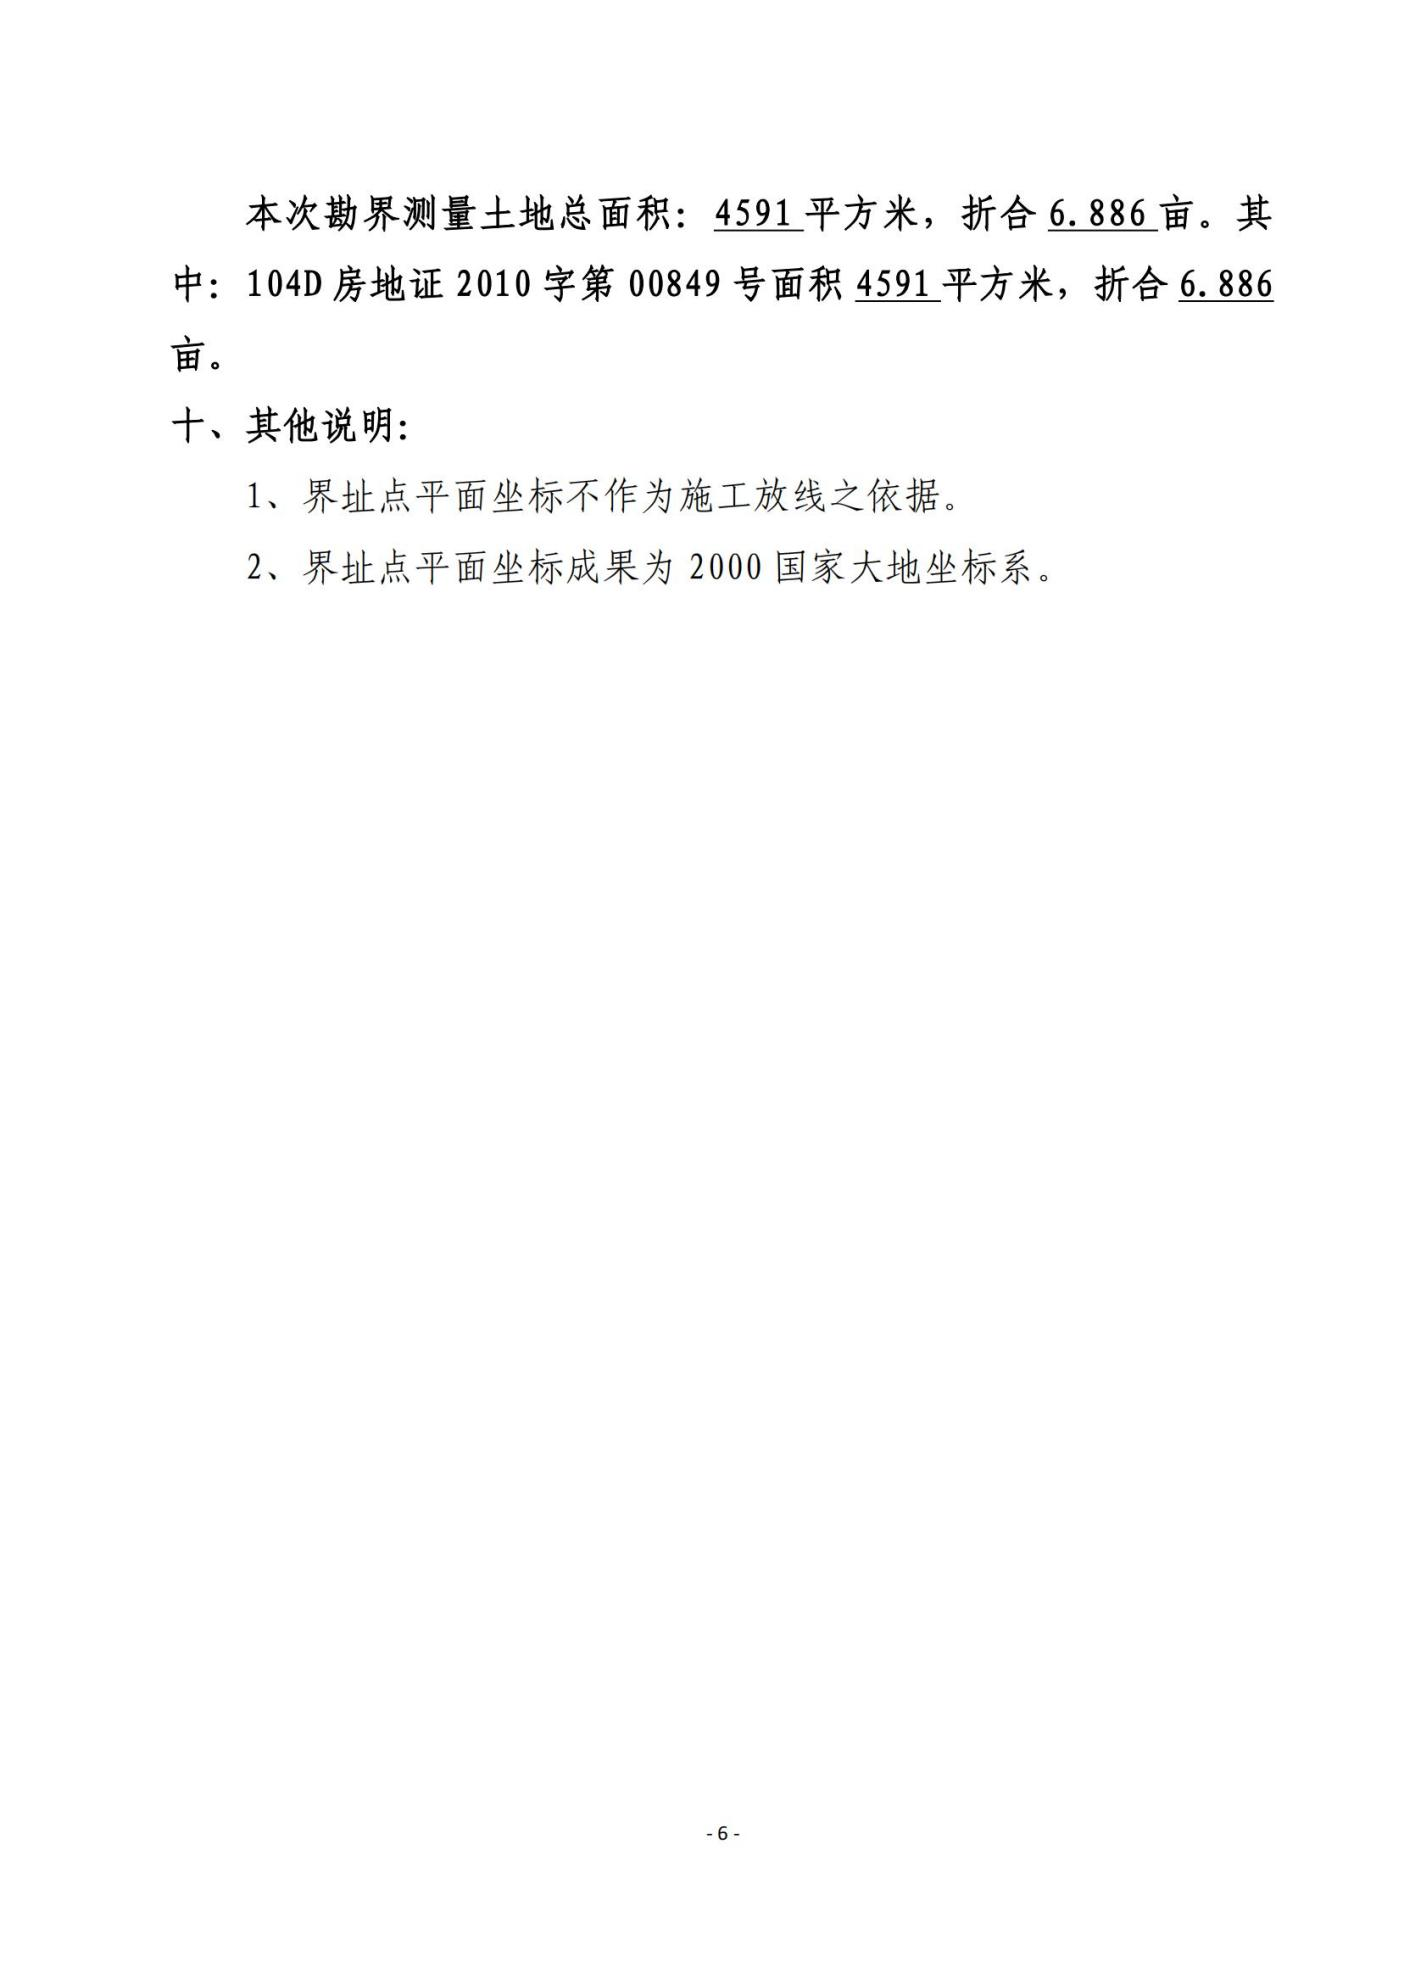 本次勘界测量土地总面积：4591 平方米，折合 6.886 亩。其
中：104D 房地证 2010 字第 00849 号面积 4591 平方米，折合 6.886
亩。
十、其他说明：
1、界址点平面坐标不作为施工放线之依据。
2、界址点平面坐标成果为 2000 国家大地坐标系。
- 6 -